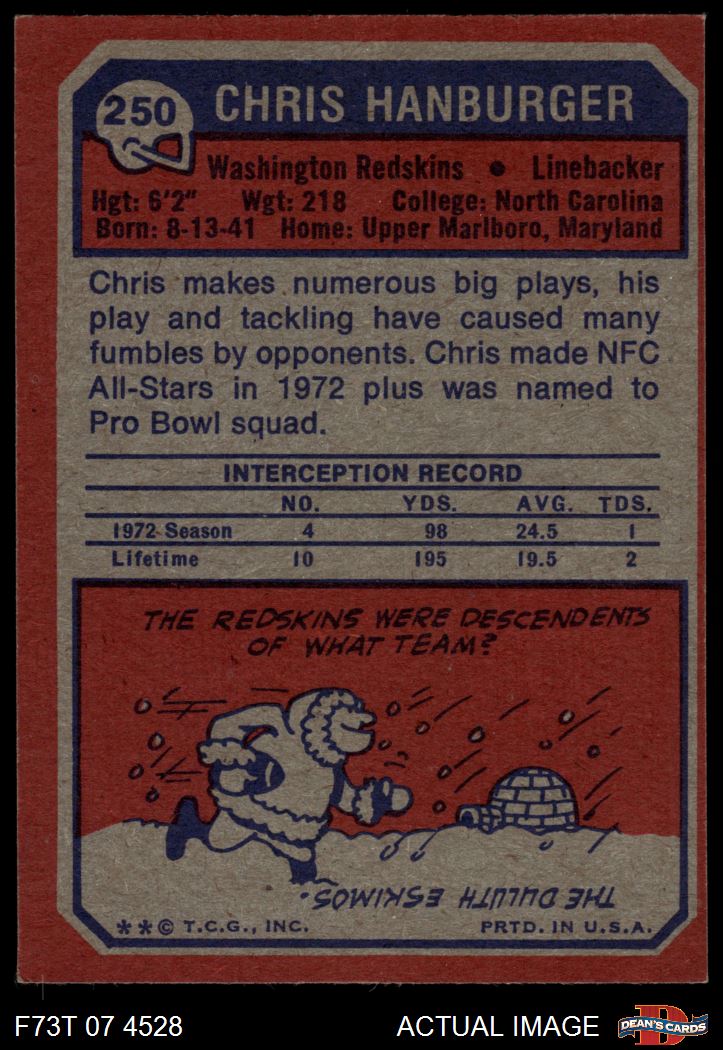 250
CHRIS HANBURGER
Washington Redskins • Linebacker
Hgt: 6'2" Wgt: 218 College: North Carolina
Born: 8-13-41 Home: Upper Marlboro, Maryland
Chris makes numerous big plays, his
play and tackling have caused many
fumbles by opponents. Chris made NFC
All-Stars in 1972 plus was named to
Pro Bowl squad.
INTERCEPTION RECORD
NO. YDS. AVG. TDS.
1972 Season 4 98 24.5 1
Lifetime 10 195 19.5 2
THE REDSKINS WERE DESCENDENTS
OF WHAT TEAM?
THE DULUTH ESKIMOS.
**© T.C.G., INC. PRTD. IN U.S.A.
F73T 07 4528 ACTUAL IMAGE
D
DEAN'S CARDS